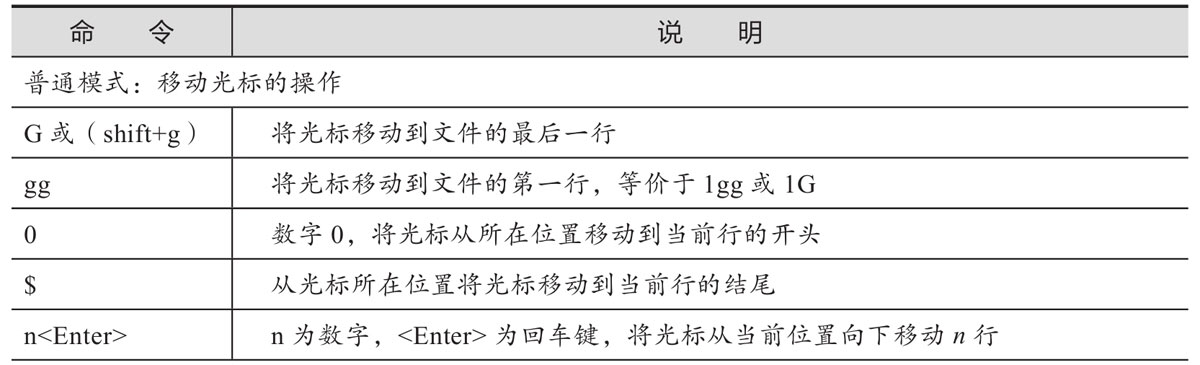 命 令 说 明
普通模式：移动光标的操作
G 或（shift+g） 将光标移动到文件的最后一行
gg 将光标移动到文件的第一行，等价于 1gg 或 1G
0 数字 0，将光标从所在位置移动到当前行的开头
$ 从光标所在位置将光标移动到当前行的结尾
n<Enter> n 为数字，<Enter> 为回车键，将光标从当前位置向下移动 n 行